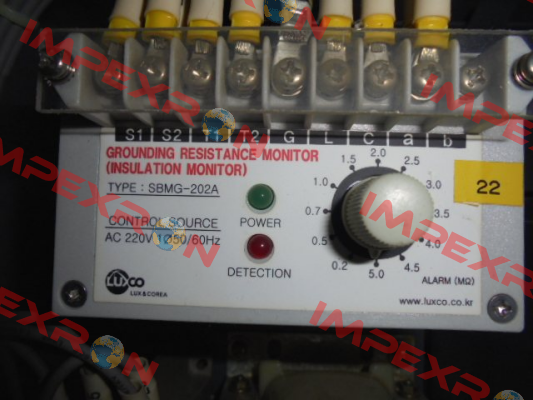 S1 S2 T2 G L C a b
GROUNDING RESISTANCE MONITOR
(INSULATION MONITOR)
TYPE : SBMG-202A
CONTROL SOURCE
AC 220V 1Ø50/60Hz
POWER
DETECTION
0.2
0.5
0.7
1.0
1.5
2.0
2.5
3.0
3.5
4.0
4.5
5.0
ALARM (MΩ)
22
LUXCO
LUX&COREA
www.luxco.co.kr
IMPEXRON
IMPEXRON
IMPEXRON
IMPEXRON